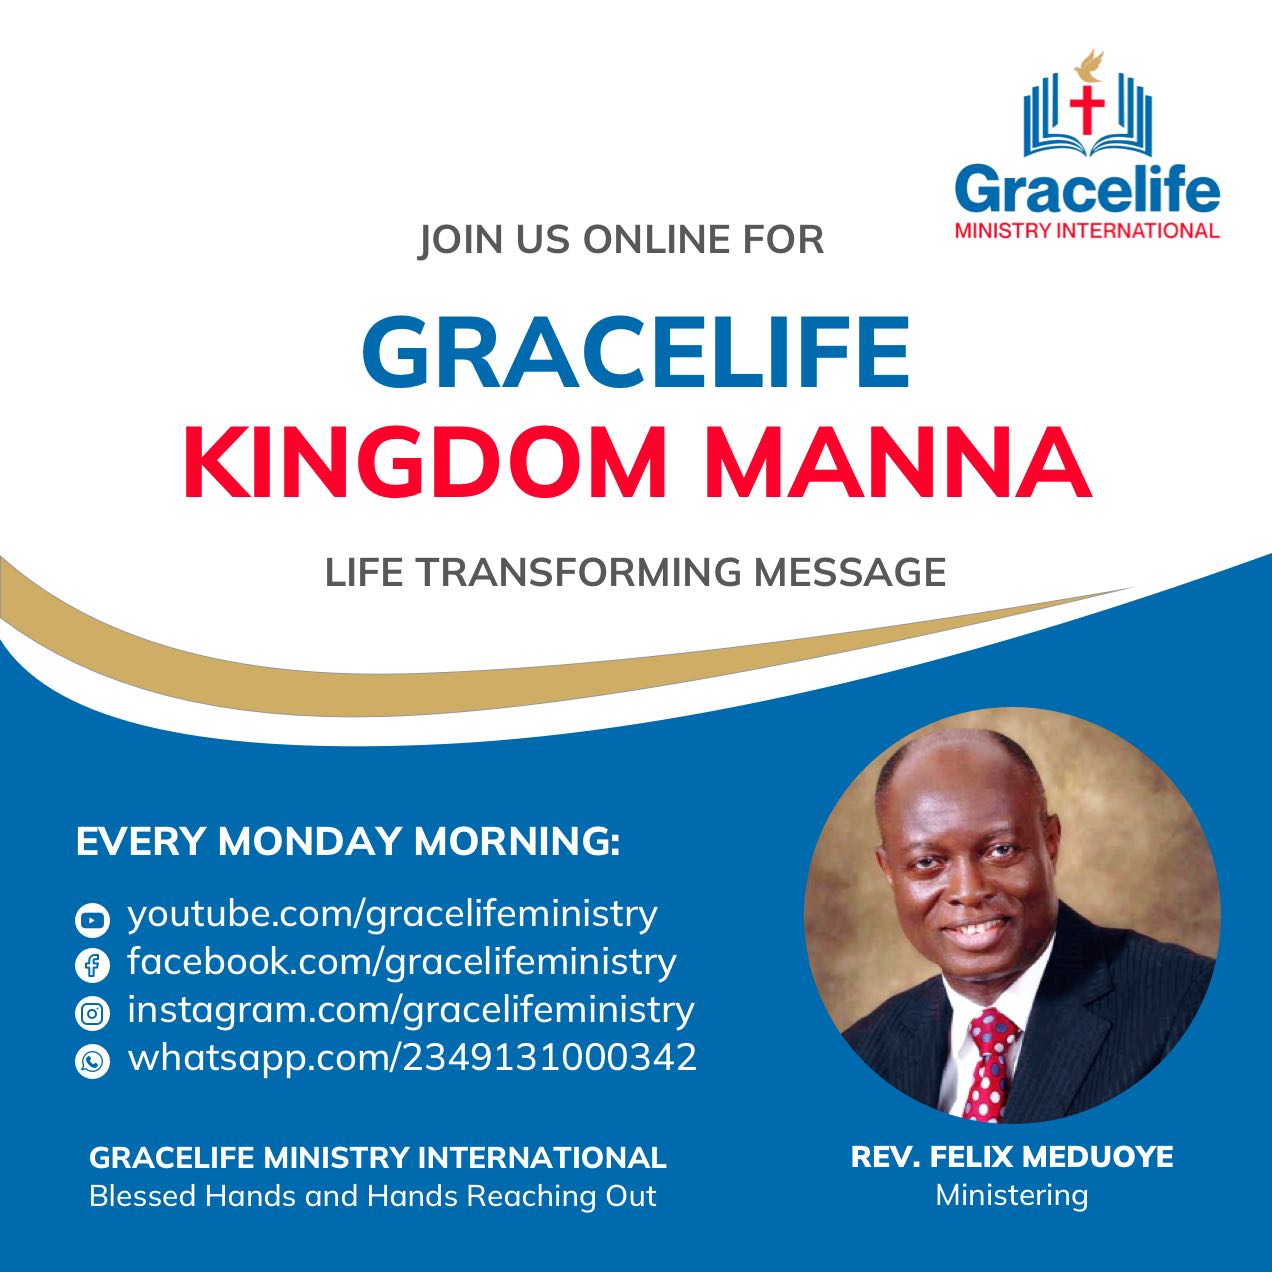 Gracelife
MINISTRY INTERNATIONAL
JOIN US ONLINE FOR
GRACELIFE
KINGDOM MANNA
LIFE TRANSFORMING MESSAGE
EVERY MONDAY MORNING:
youtube.com/gracelifeministry
facebook.com/gracelifeministry
instagram.com/gracelifeministry
whatsapp.com/2349131000342
GRACELIFE MINISTRY INTERNATIONAL
Blessed Hands and Hands Reaching Out
REV. FELIX MEDUOYE
Ministering